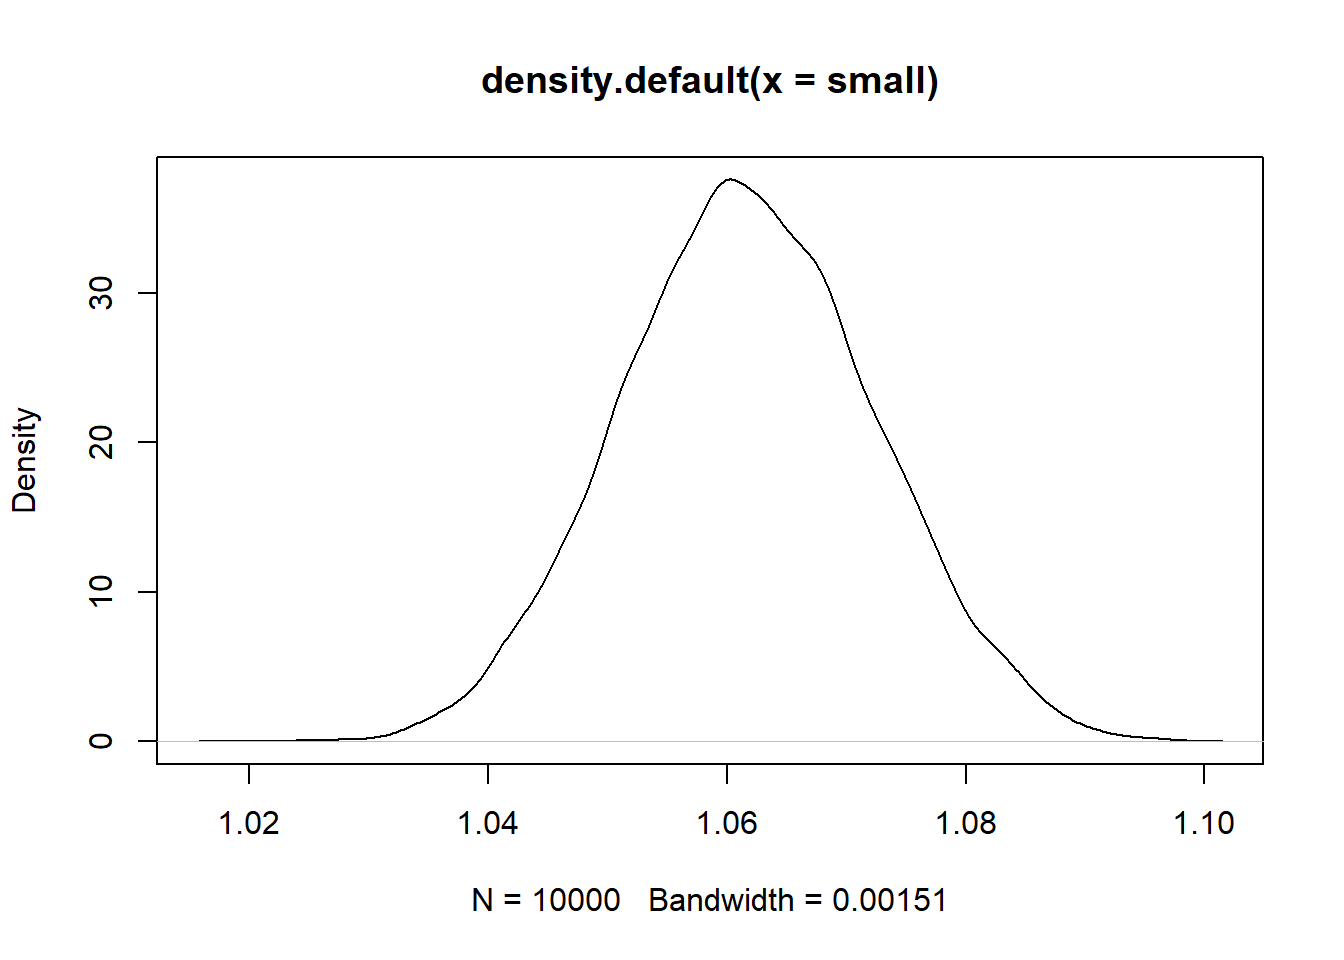 density.default(x = small)
Density
30
20
10
0
1.02 1.04 1.06 1.08 1.10
N = 10000 Bandwidth = 0.00151